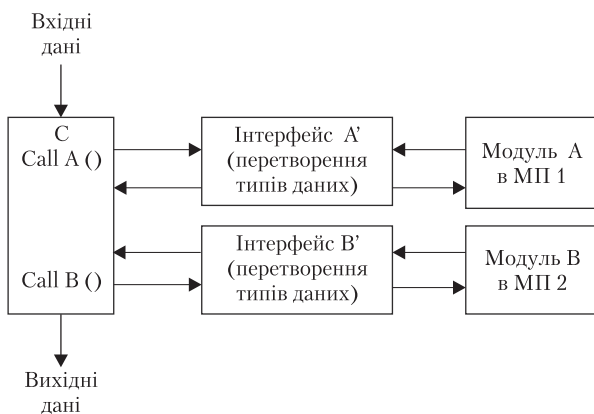 Вхідні
дані
C
Call A ()
Call B ()
Інтерфейс A’
(перетворення
типів даних)
Модуль A
в МП 1
Інтерфейс B’
(перетворення
типів даних)
Модуль B
в МП 2
Вихідні
дані